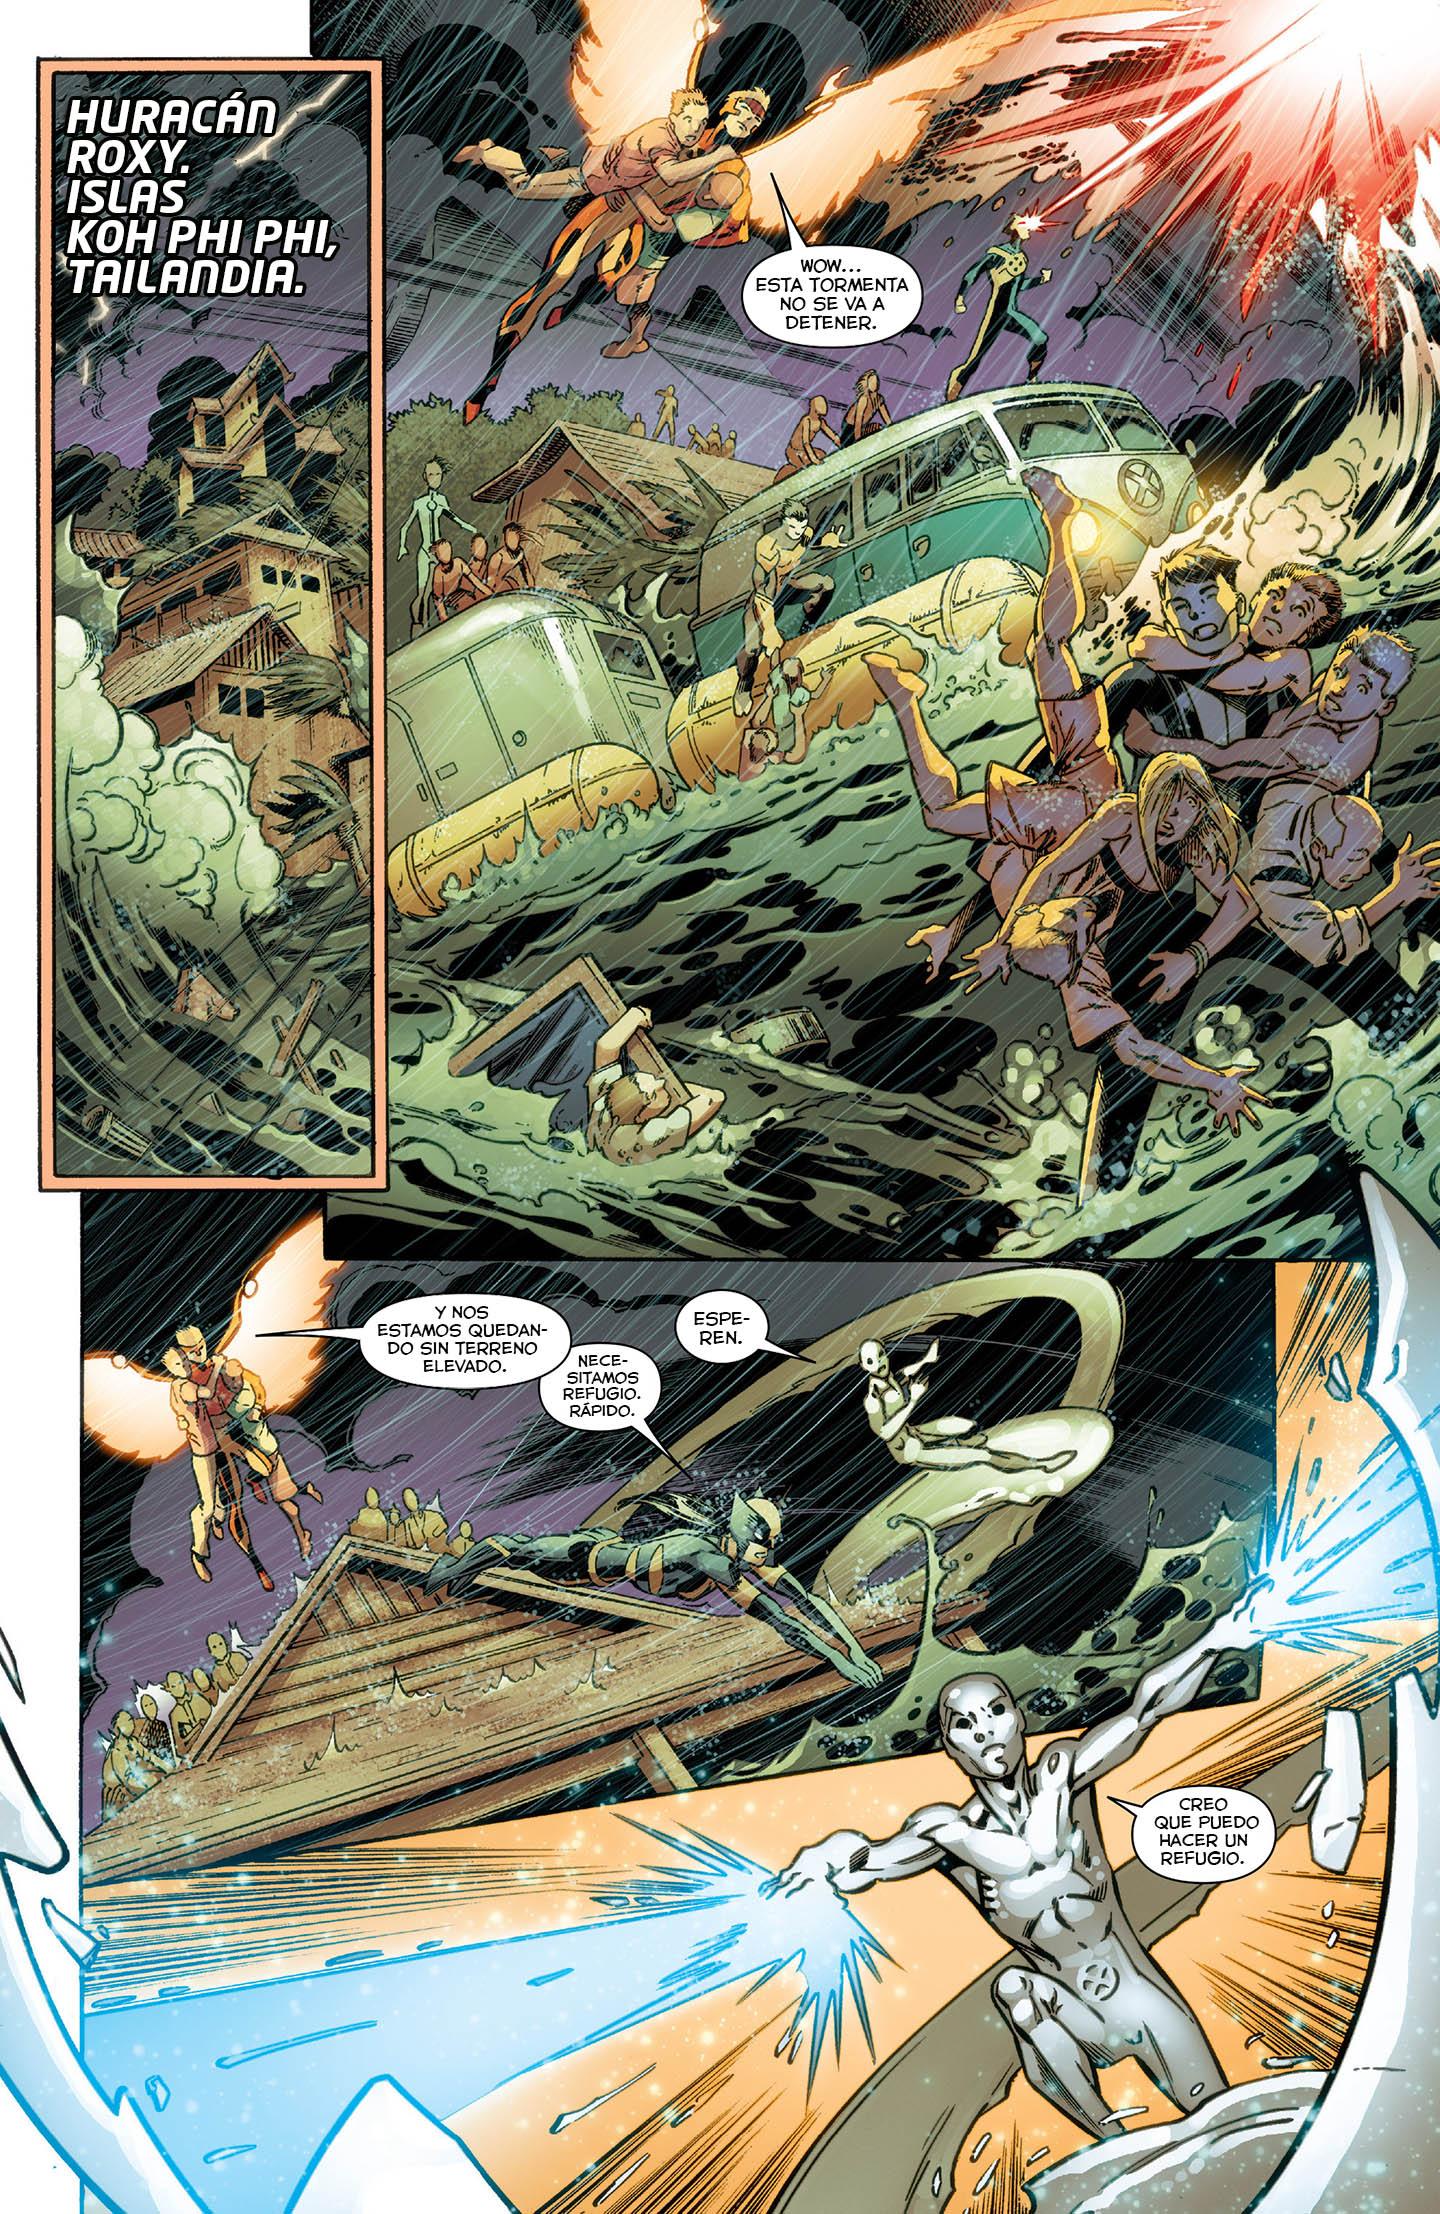 HURACÁN
ROXY.
ISLAS
KOH PHI PHI,
TAILANDIA.
WOW...
ESTA TORMENTA
NO SE VA A
DETENER.
Y NOS
ESTAMOS QUEDAN-
DO SIN TERRENO
ELEVADO.
NECE-
SITAMOS
REFUGIO.
RÁPIDO.
ESPE-
REN.
CREO
QUE PUEDO
HACER UN
REFUGIO.